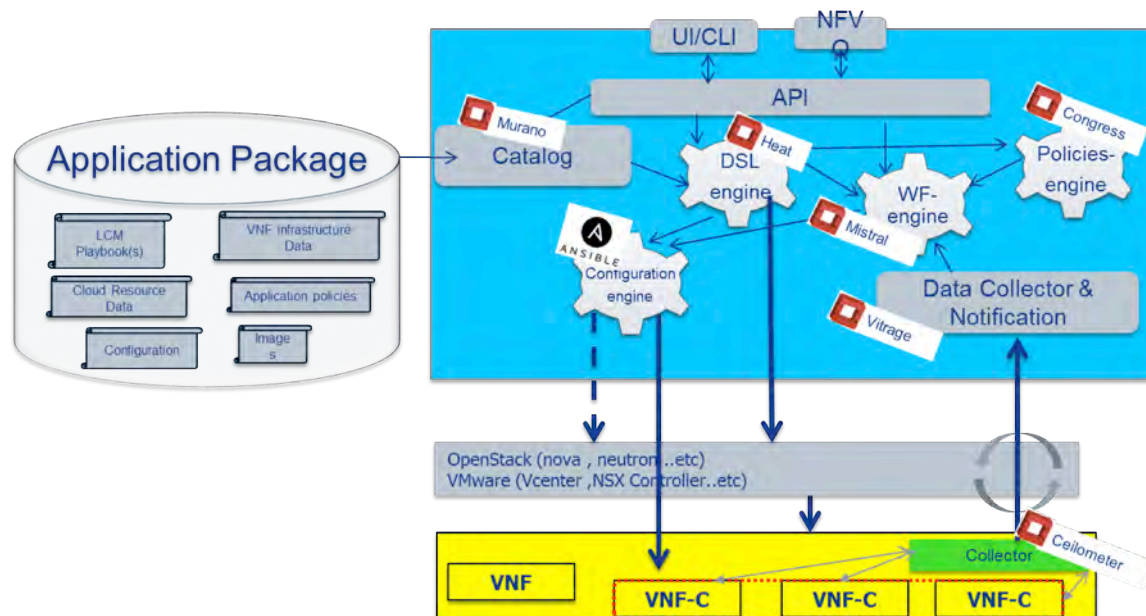 UI/CLI
NFV
O
API
Murano
Catalog
Heat
DSL
engine
Congress
Policies-
engine
WF-
engine
Mistral
Application Package
LCM
Playbook(s)
VNF infrastructure
Data
Cloud Resource
Data
Application policies
Configuration
Image
s
ANSIBLE
Configuration
engine
Data Collector &
Notification
Vitrage
OpenStack (nova , neutron...etc)
VMware (Vcenter ,NSX Controller..etc)
Ceilometer
Collector
VNF
VNF-C
VNF-C
VNF-C